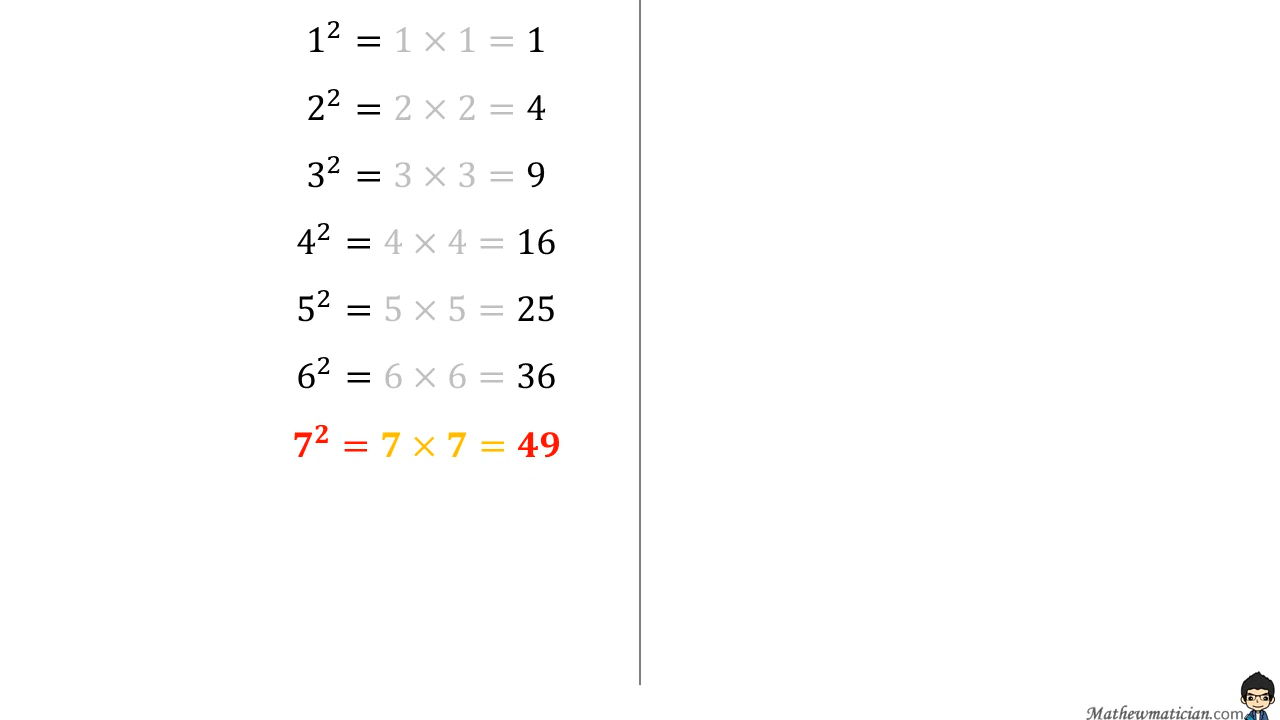 1² = 1 × 1 = 1
2² = 2 × 2 = 4
3² = 3 × 3 = 9
4² = 4 × 4 = 16
5² = 5 × 5 = 25
6² = 6 × 6 = 36
7² = 7 × 7 = 49
Mathewmatician.com